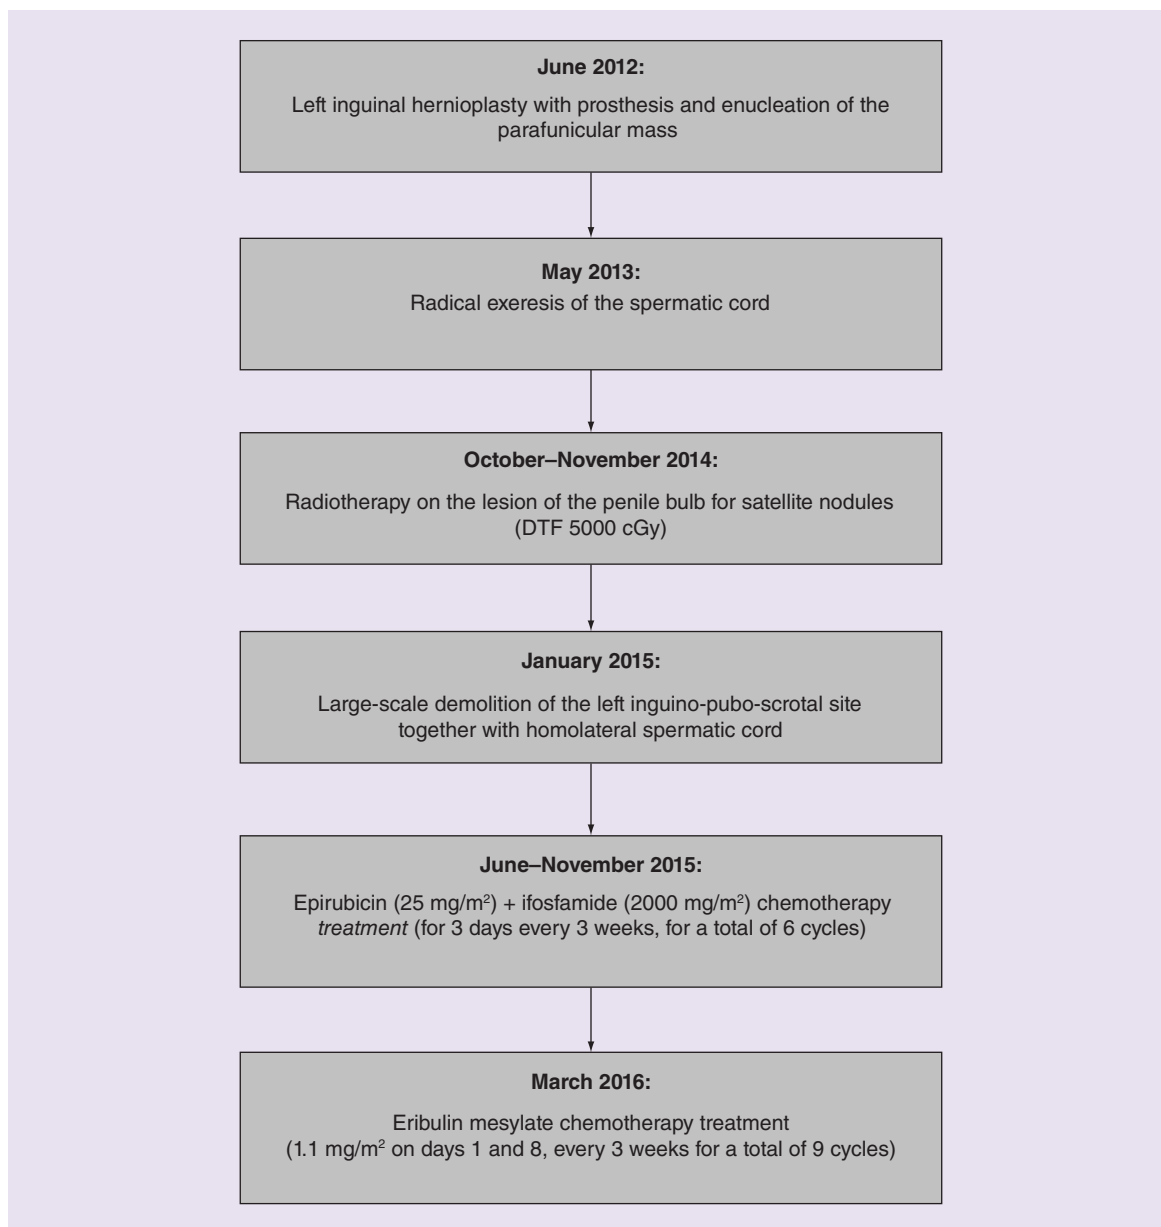 June 2012:
Left inguinal hernioplasty with prosthesis and enucleation of the
parafunicular mass
May 2013:
Radical exeresis of the spermatic cord
October–November 2014:
Radiotherapy on the lesion of the penile bulb for satellite nodules
(DTF 5000 cGy)
January 2015:
Large-scale demolition of the left inguino-pubo-scrotal site
together with homolateral spermatic cord
June–November 2015:
Epirubicin (25 mg/m²) + ifosfamide (2000 mg/m²) chemotherapy
treatment (for 3 days every 3 weeks, for a total of 6 cycles)
March 2016:
Eribulin mesylate chemotherapy treatment
(1.1 mg/m² on days 1 and 8, every 3 weeks for a total of 9 cycles)